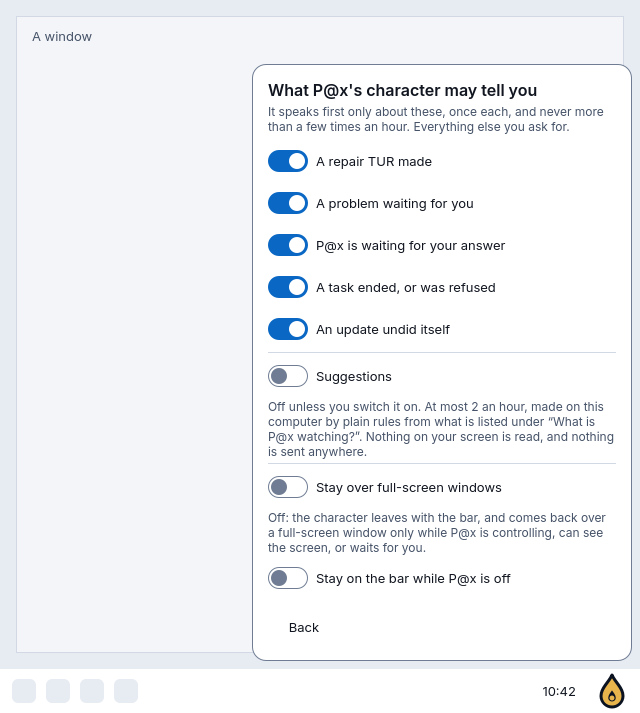 A window
What P@x's character may tell you
It speaks first only about these, once each, and never more
than a few times an hour. Everything else you ask for.
A repair TUR made
A problem waiting for you
P@x is waiting for your answer
A task ended, or was refused
An update undid itself
Suggestions
Off unless you switch it on. At most 2 an hour, made on this
computer by plain rules from what is listed under “What is
P@x watching?”. Nothing on your screen is read, and nothing
is sent anywhere.
Stay over full-screen windows
Off: the character leaves with the bar, and comes back over
a full-screen window only while P@x is controlling, can see
the screen, or waits for you.
Stay on the bar while P@x is off
Back
10:42